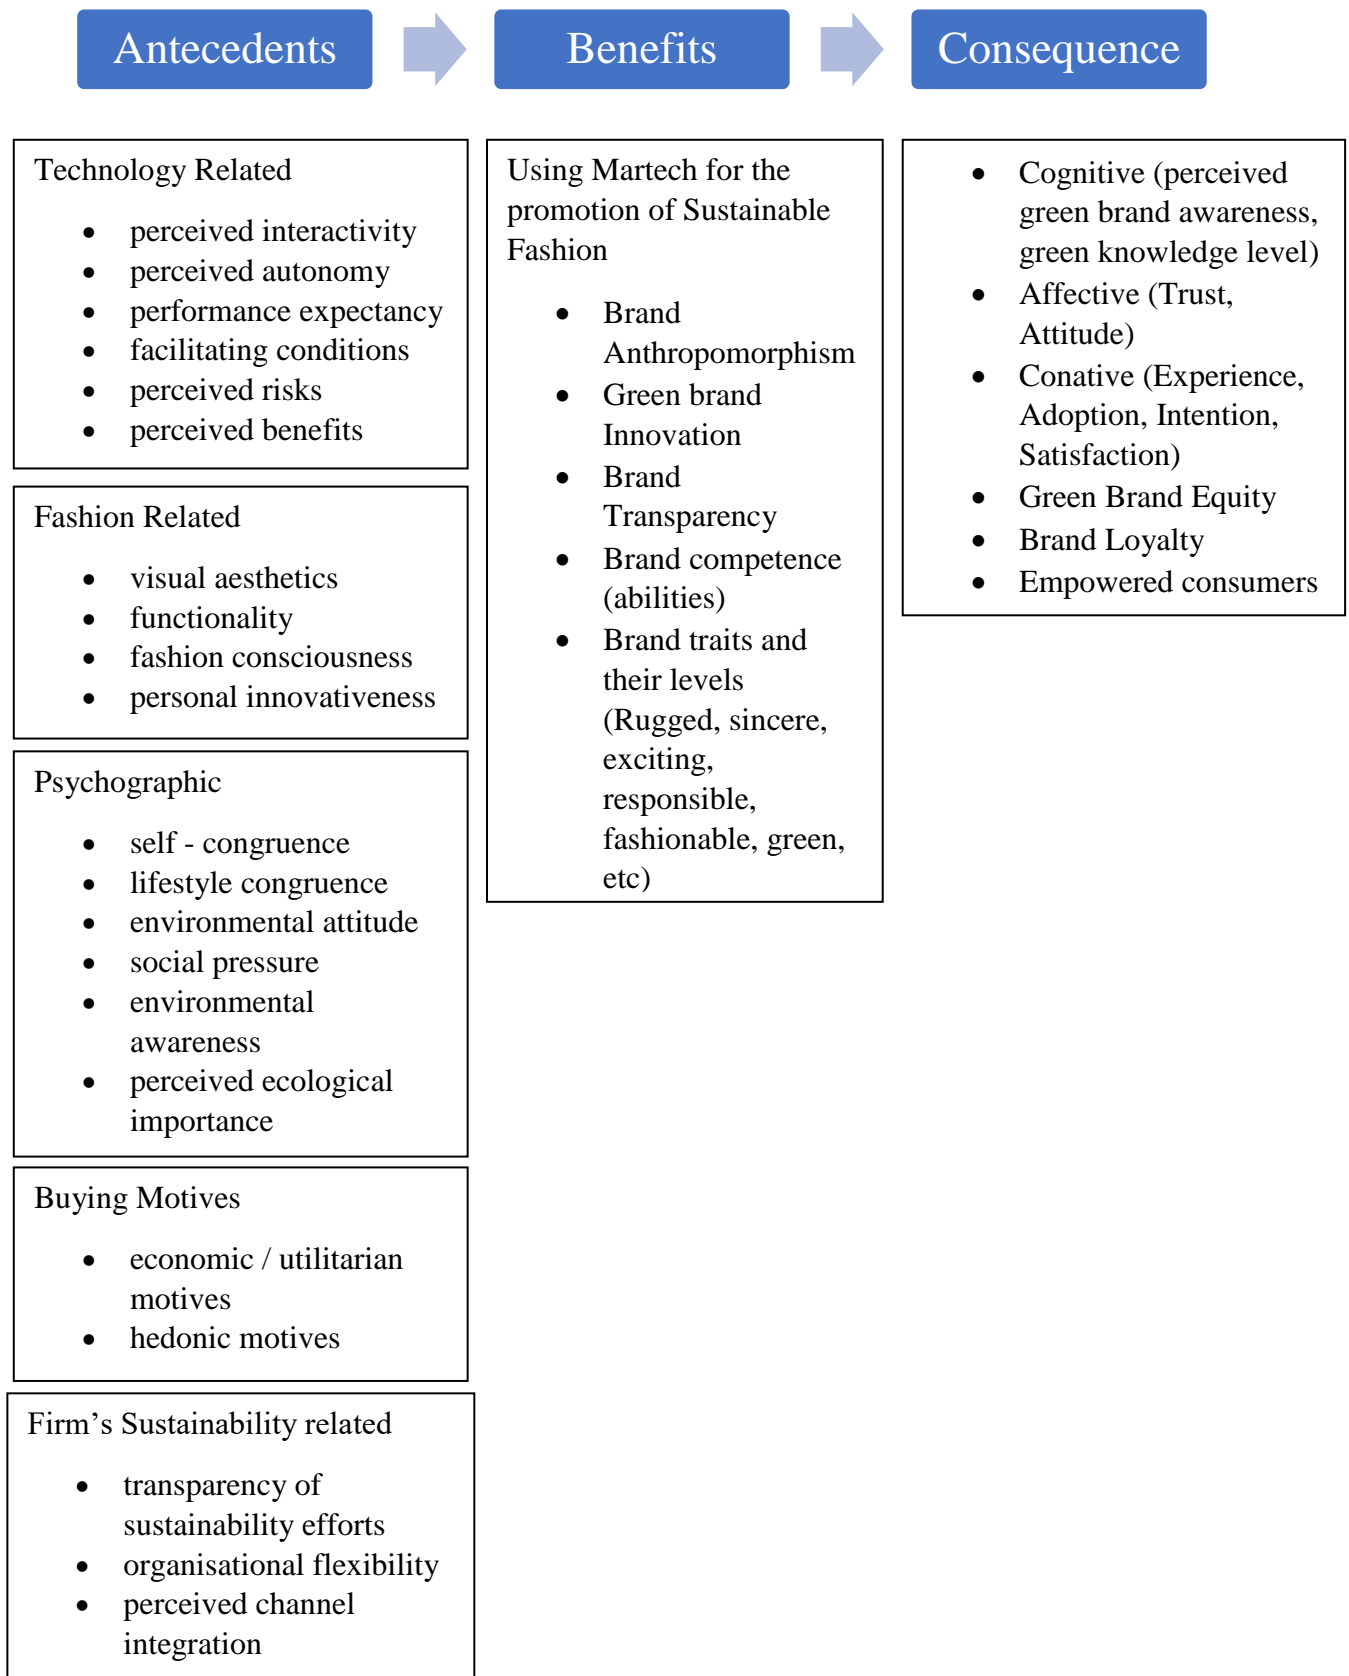 Antecedents
Benefits
Consequence
Technology Related
• perceived interactivity
• perceived autonomy
• performance expectancy
• facilitating conditions
• perceived risks
• perceived benefits
Fashion Related
• visual aesthetics
• functionality
• fashion consciousness
• personal innovativeness
Psychographic
• self - congruence
• lifestyle congruence
• environmental attitude
• social pressure
• environmental
awareness
• perceived ecological
importance
Buying Motives
• economic / utilitarian
motives
• hedonic motives
Firm’s Sustainability related
• transparency of
sustainability efforts
• organisational flexibility
• perceived channel
integration
Using Martech for the
promotion of Sustainable
Fashion
• Brand
Anthropomorphism
• Green brand
Innovation
• Brand
Transparency
• Brand competence
(abilities)
• Brand traits and
their levels
(Rugged, sincere,
exciting,
responsible,
fashionable, green,
etc)
• Cognitive (perceived
green brand awareness,
green knowledge level)
• Affective (Trust,
Attitude)
• Conative (Experience,
Adoption, Intention,
Satisfaction)
• Green Brand Equity
• Brand Loyalty
• Empowered consumers